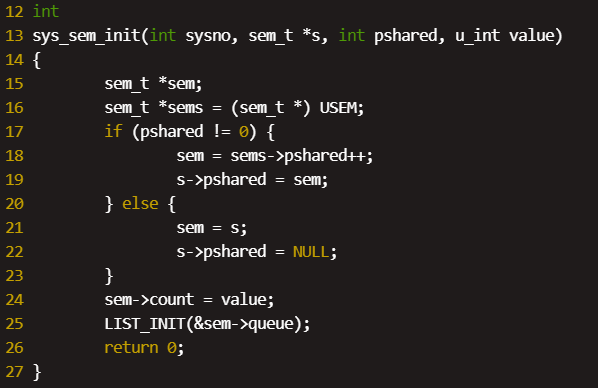 12 int
13 sys_sem_init(int sysno, sem_t *s, int pshared, u_int value)
14 {
15         sem_t *sem;
16         sem_t *sems = (sem_t *) USEM;
17         if (pshared != 0) {
18                 sem = sems->pshared++;
19                 s->pshared = sem;
20         } else {
21                 sem = s;
22                 s->pshared = NULL;
23         }
24         sem->count = value;
25         LIST_INIT(&sem->queue);
26         return 0;
27 }